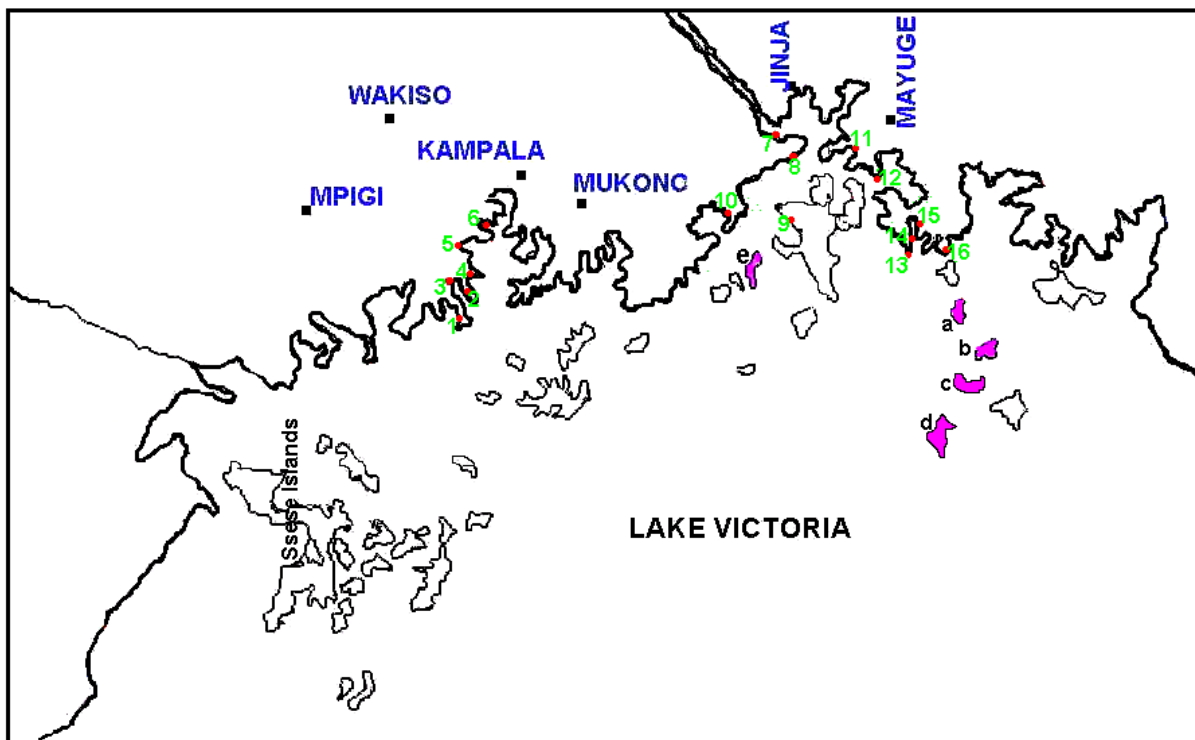 JINJA
MAYUGE
WAKISO
KAMPALA
MPIGI
MUKONO
7
11
8
12
10
9
15
14
13
16
6
5
4
3
2
1
e
a
b
c
d
Ssese Islands
LAKE VICTORIA